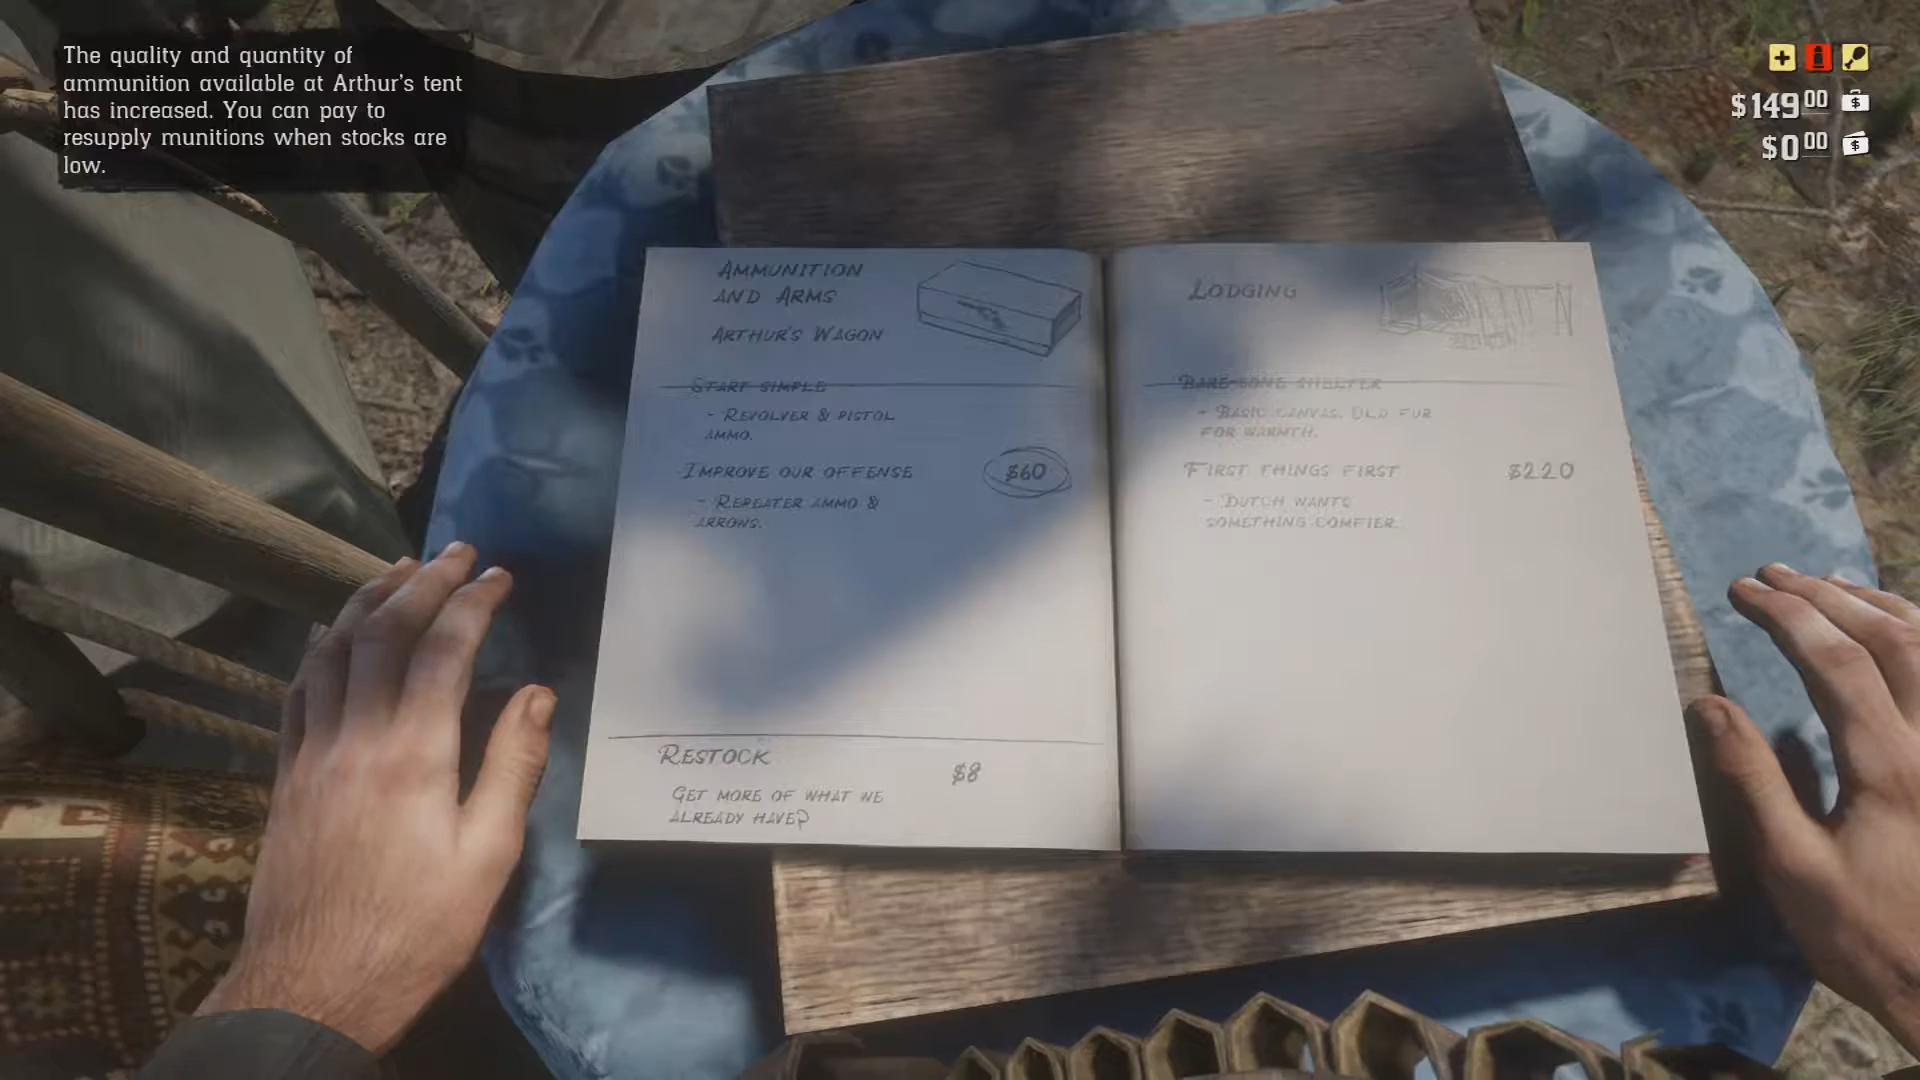 The quality and quantity of
ammunition available at Arthur's tent
has increased. You can pay to
resupply munitions when stocks are
low.
$149 00
$0 00
AMMUNITION
AND ARMS
ARTHUR'S WAGON
START SIMPLE
- REVOLVER & PISTOL
AMMO.
IMPROVE OUR OFFENSE $60
- REPEATER AMMO &
ARROWS.
RESTOCK $8
GET MORE OF WHAT WE
ALREADY HAVE?
LODGING
BARE-BONE SHELTER
- BASIC CANVAS. OLD FUR
FOR WARMTH.
FIRST THINGS FIRST $220
- DUTCH WANTS
SOMETHING COMFIER.